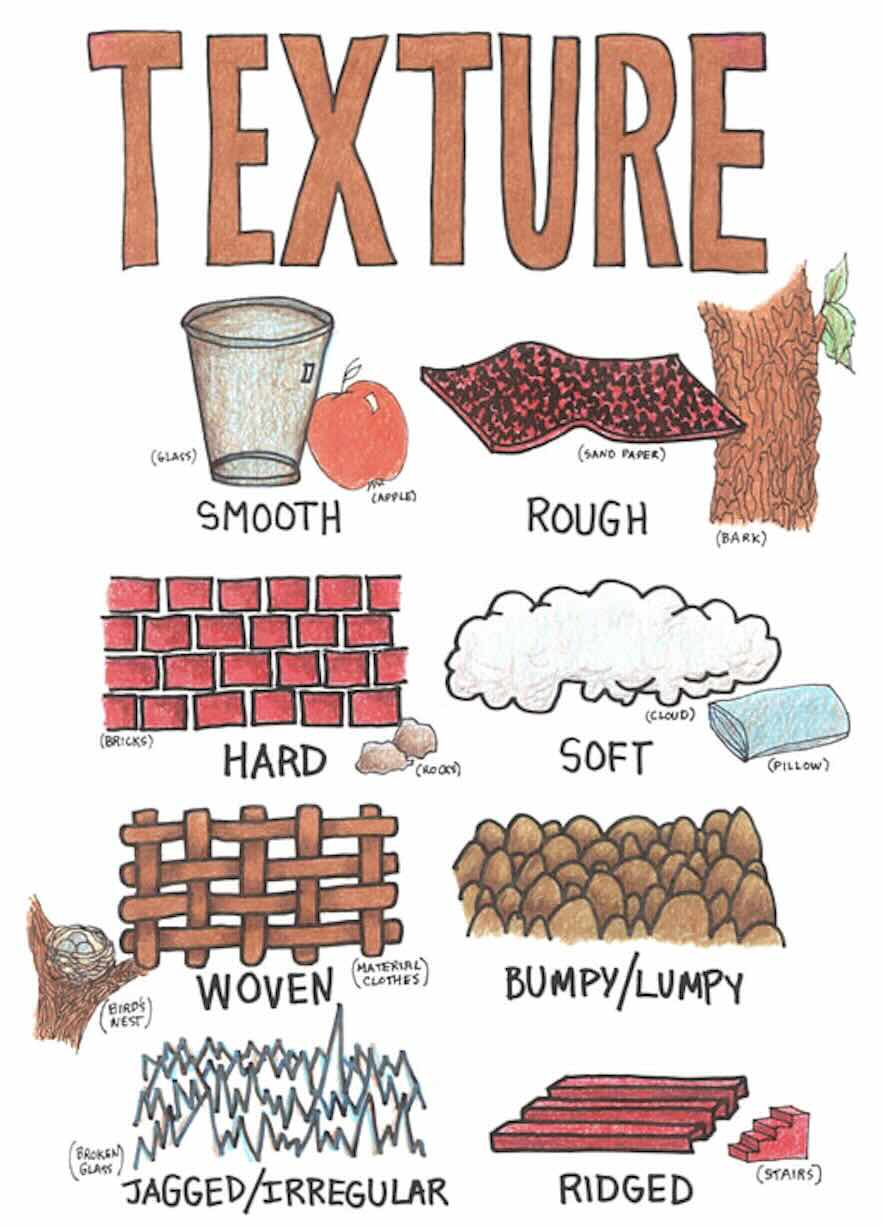 TEXTURE
(GLASS)
(APPLE)
SMOOTH
(SAND PAPER)
ROUGH
(BARK)
(BRICKS)
HARD
(ROCKS)
(CLOUD)
SOFT
(PILLOW)
(BIRD'S
NEST)
WOVEN
(MATERIAL
CLOTHES)
BUMPY/LUMPY
(BROKEN
GLASS)
JAGGED/IRREGULAR
RIDGED
(STAIRS)